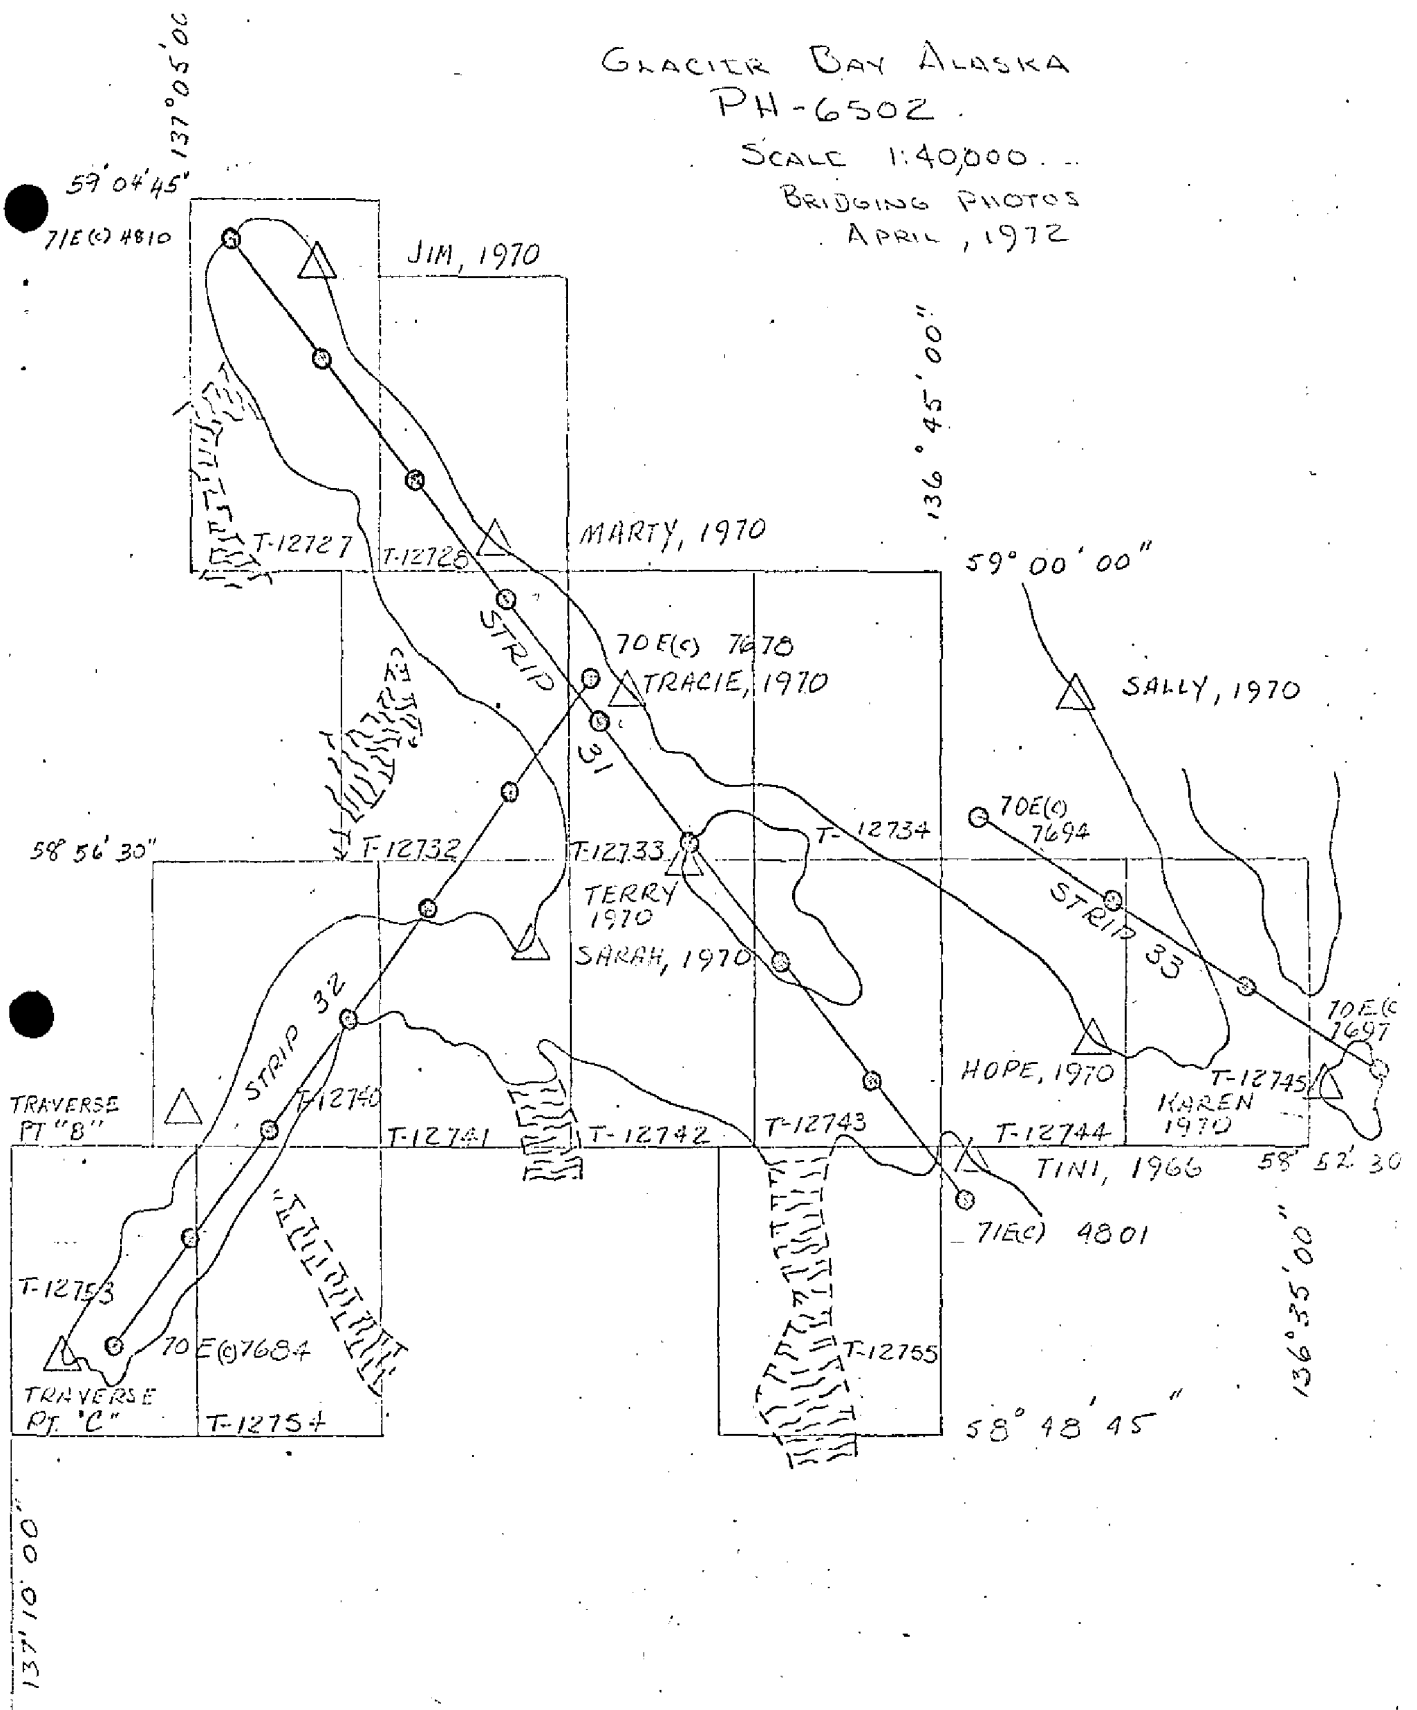 GLACIER BAY ALASKA
PH-6502
SCALE 1:40,000
BRIDGING PHOTOS
APRIL, 1972
137°05'00
59°04'45"
71E(c) 4810
JIM, 1970
136°45'00"
T-12727
T-12728
MARTY, 1970
59°00'00"
STRIP 31
70E(c) 7678
TRACIE, 1970
SALLY, 1970
70E(c)
7694
58°56'30"
T-12732
T-12733
T-12734
TERRY
1970
SARAH, 1970
STRIP 33
STRIP 32
70E(c
7697
HOPE, 1970
T-12745
KAREN
1970
TRAVERSE
PT "B"
T-12740
T-12741
T-12742
T-12743
T-12744
TINI, 1966
58° 52' 30
71E(c) 4801
T-12753
136°35'00"
70E(c) 7684
T-12755
TRAVERSE
PT. "C"
T-12754
58°48'45"
137°10'00"